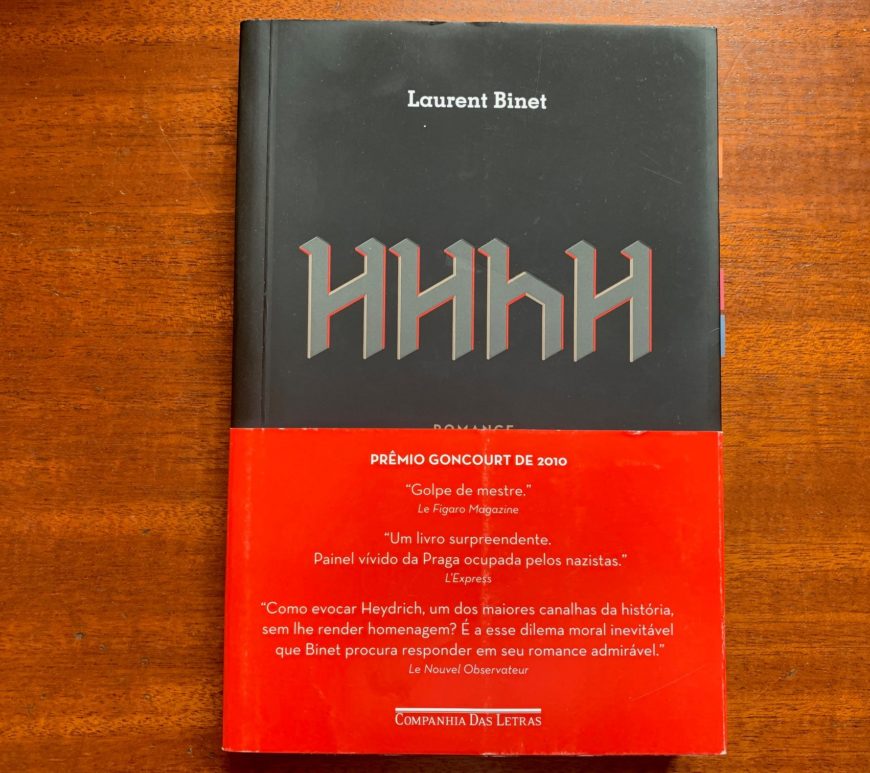 Laurent Binet
HHhH
ROMANCE
PRÊMIO GONCOURT DE 2010
“Golpe de mestre.”
Le Figaro Magazine
“Um livro surpreendente.
Painel vívido da Praga ocupada pelos nazistas.”
L'Express
“Como evocar Heydrich, um dos maiores canalhas da história,
sem lhe render homenagem? É a esse dilema moral inevitável
que Binet procura responder em seu romance admirável.”
Le Nouvel Observateur
COMPANHIA DAS LETRAS